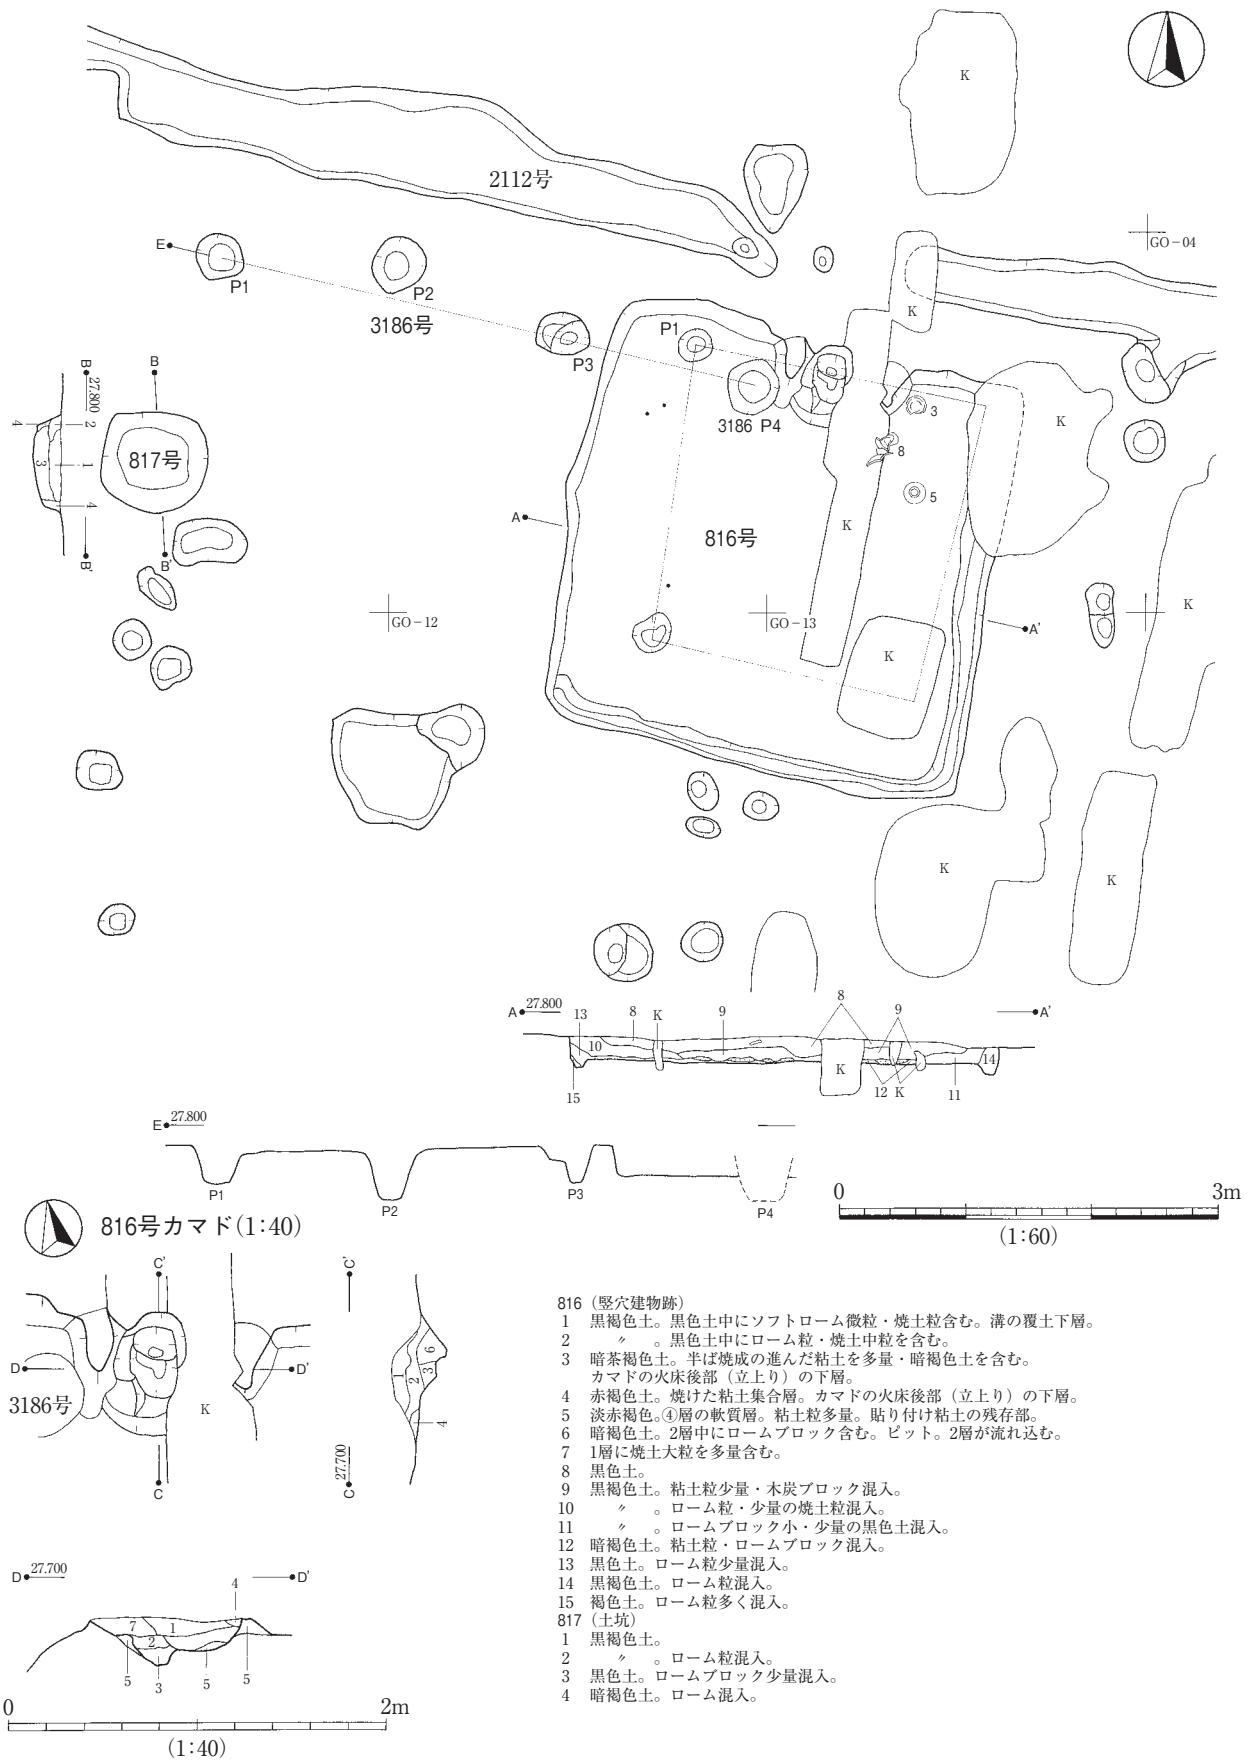 K
2112号
GO−04
E
P1
P2
3186号
P3
P1
K
3186 P4
3
8
5
K
B
27.800
B
4
2
3
1
4
817号
B'
B'
A
816号
K
GO−12
GO−13
A'
K
K
K
K
A 27.800
13
8
K
9
8
9
A'
10
K
14
15
12 K
11
E 27.800
P1
P2
P3
P4
0
3m
(1:60)
816号カマド(1:40)
C'
C'
D
D'
3186号
K
1
2
3
6
4
27.700
C
C
D 27.700
D'
4
7
1
2
5
3
5
5
0
2m
(1:40)
816（竪穴建物跡）
1 黒褐色土。黒色土中にソフトローム微粒・焼土粒含む。溝の覆土下層。
2 〃 。黒色土中にローム粒・焼土中粒を含む。
3 暗茶褐色土。半ば焼成の進んだ粘土を多量・暗褐色土を含む。
カマドの火床後部（立上り）の下層。
4 赤褐色土。焼けた粘土集合層。カマドの火床後部（立上り）の下層。
5 淡赤褐色。④層の軟質層。粘土粒多量。貼り付け粘土の残存部。
6 暗褐色土。2層中にロームブロック含む。ピット。2層が流れ込む。
7 1層に焼土大粒を多量含む。
8 黒色土。
9 黒褐色土。粘土粒少量・木炭ブロック混入。
10 〃 。ローム粒・少量の焼土粒混入。
11 〃 。ロームブロック小・少量の黒色土混入。
12 暗褐色土。粘土粒・ロームブロック混入。
13 黒色土。ローム粒少量混入。
14 黒褐色土。ローム粒混入。
15 褐色土。ローム粒多く混入。
817（土坑）
1 黒褐色土。
2 〃 。ローム粒混入。
3 黒色土。ロームブロック少量混入。
4 暗褐色土。ローム混入。